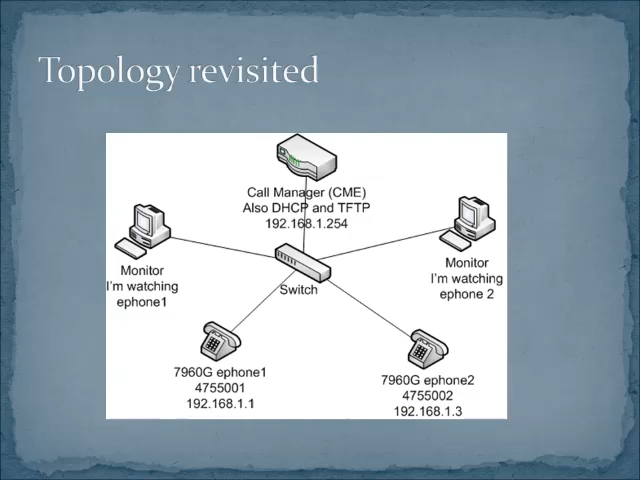 Topology revisited
Call Manager (CME)
Also DHCP and TFTP
192.168.1.254
Monitor
I'm watching
ephone1
Switch
Monitor
I'm watching
ephone 2
7960G ephone1
4755001
192.168.1.1
7960G ephone2
4755002
192.168.1.3